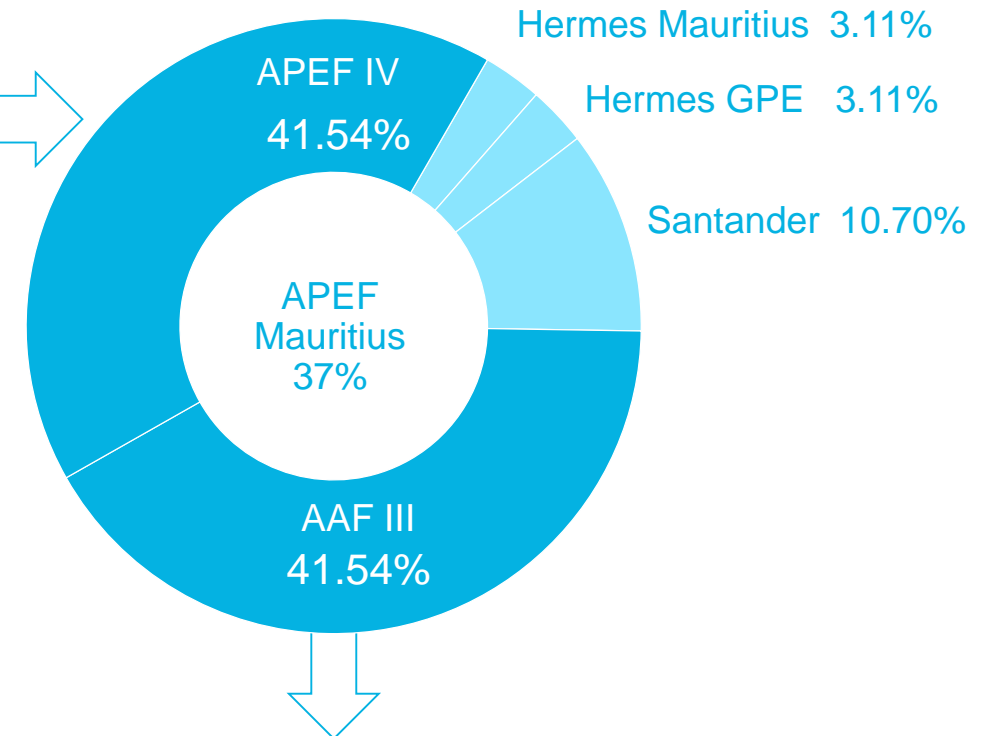 Hermes Mauritius 3.11%
APEF IV
41.54%
Hermes GPE 3.11%
Santander 10.70%
APEF
Mauritius
37%
AAF III
41.54%